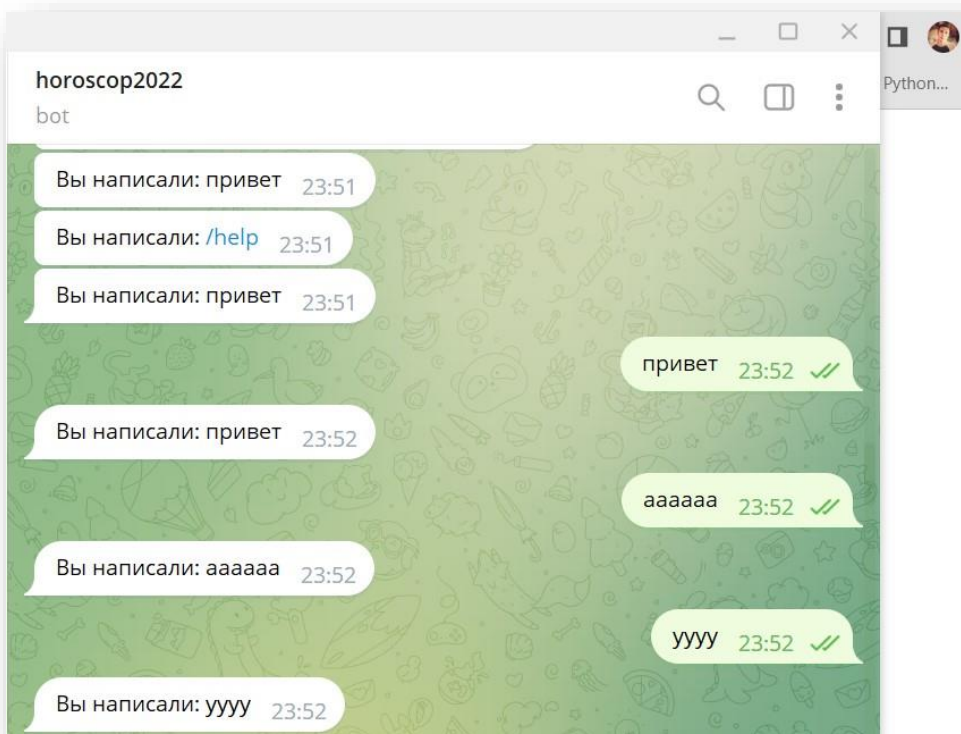 horoscop2022
bot
Python...
Вы написали: привет 23:51
Вы написали: /help 23:51
Вы написали: привет 23:51
привет 23:52
Вы написали: привет 23:52
аааааа 23:52
Вы написали: аааааа 23:52
уууу 23:52
Вы написали: уууу 23:52